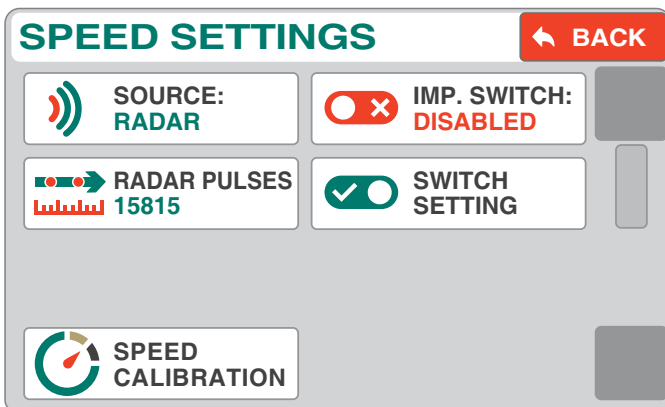 SPEED SETTINGS
BACK
SOURCE:
RADAR
IMP. SWITCH:
DISABLED
RADAR PULSES
15815
SWITCH
SETTING
SPEED
CALIBRATION